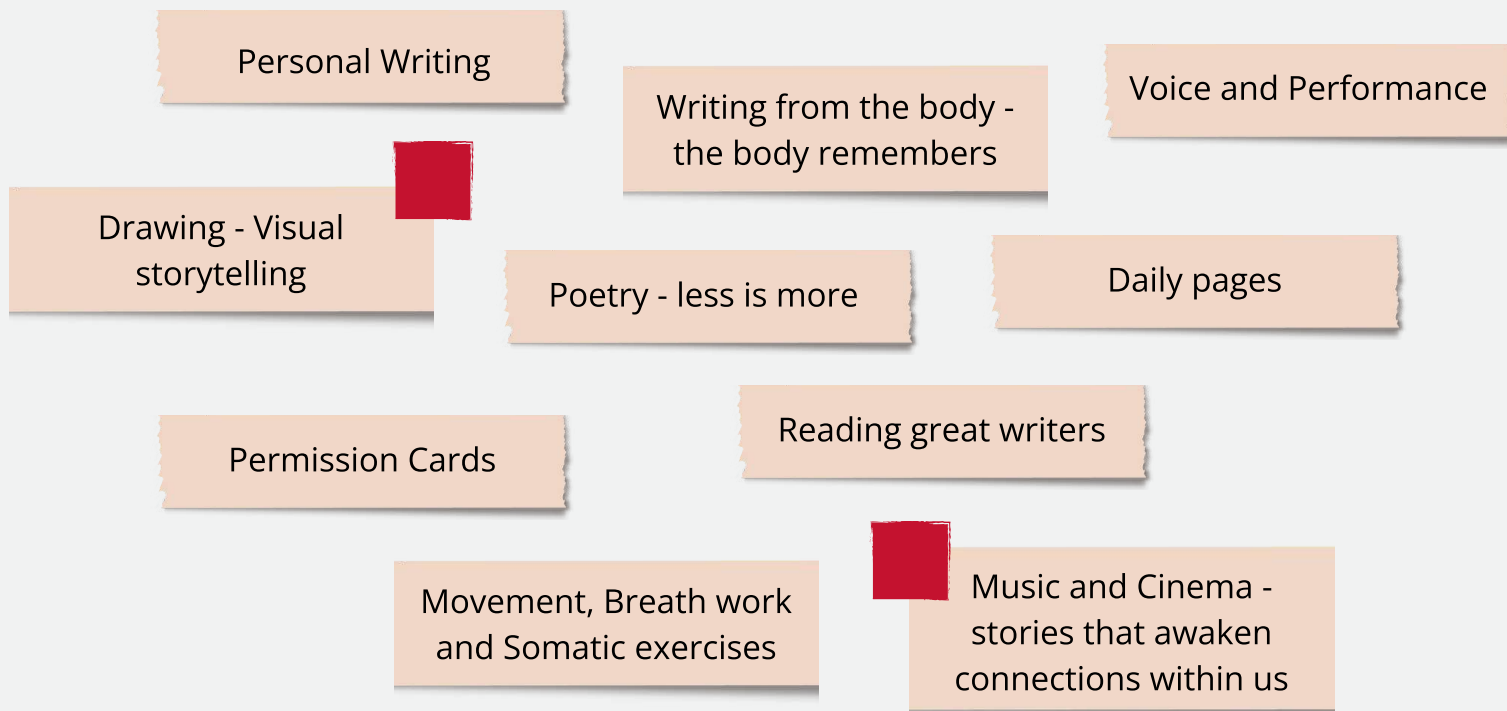 Personal Writing
Writing from the body -
the body remembers
Voice and Performance
Drawing - Visual
storytelling
Poetry - less is more
Daily pages
Permission Cards
Reading great writers
Movement, Breath work
and Somatic exercises
Music and Cinema -
stories that awaken
connections within us